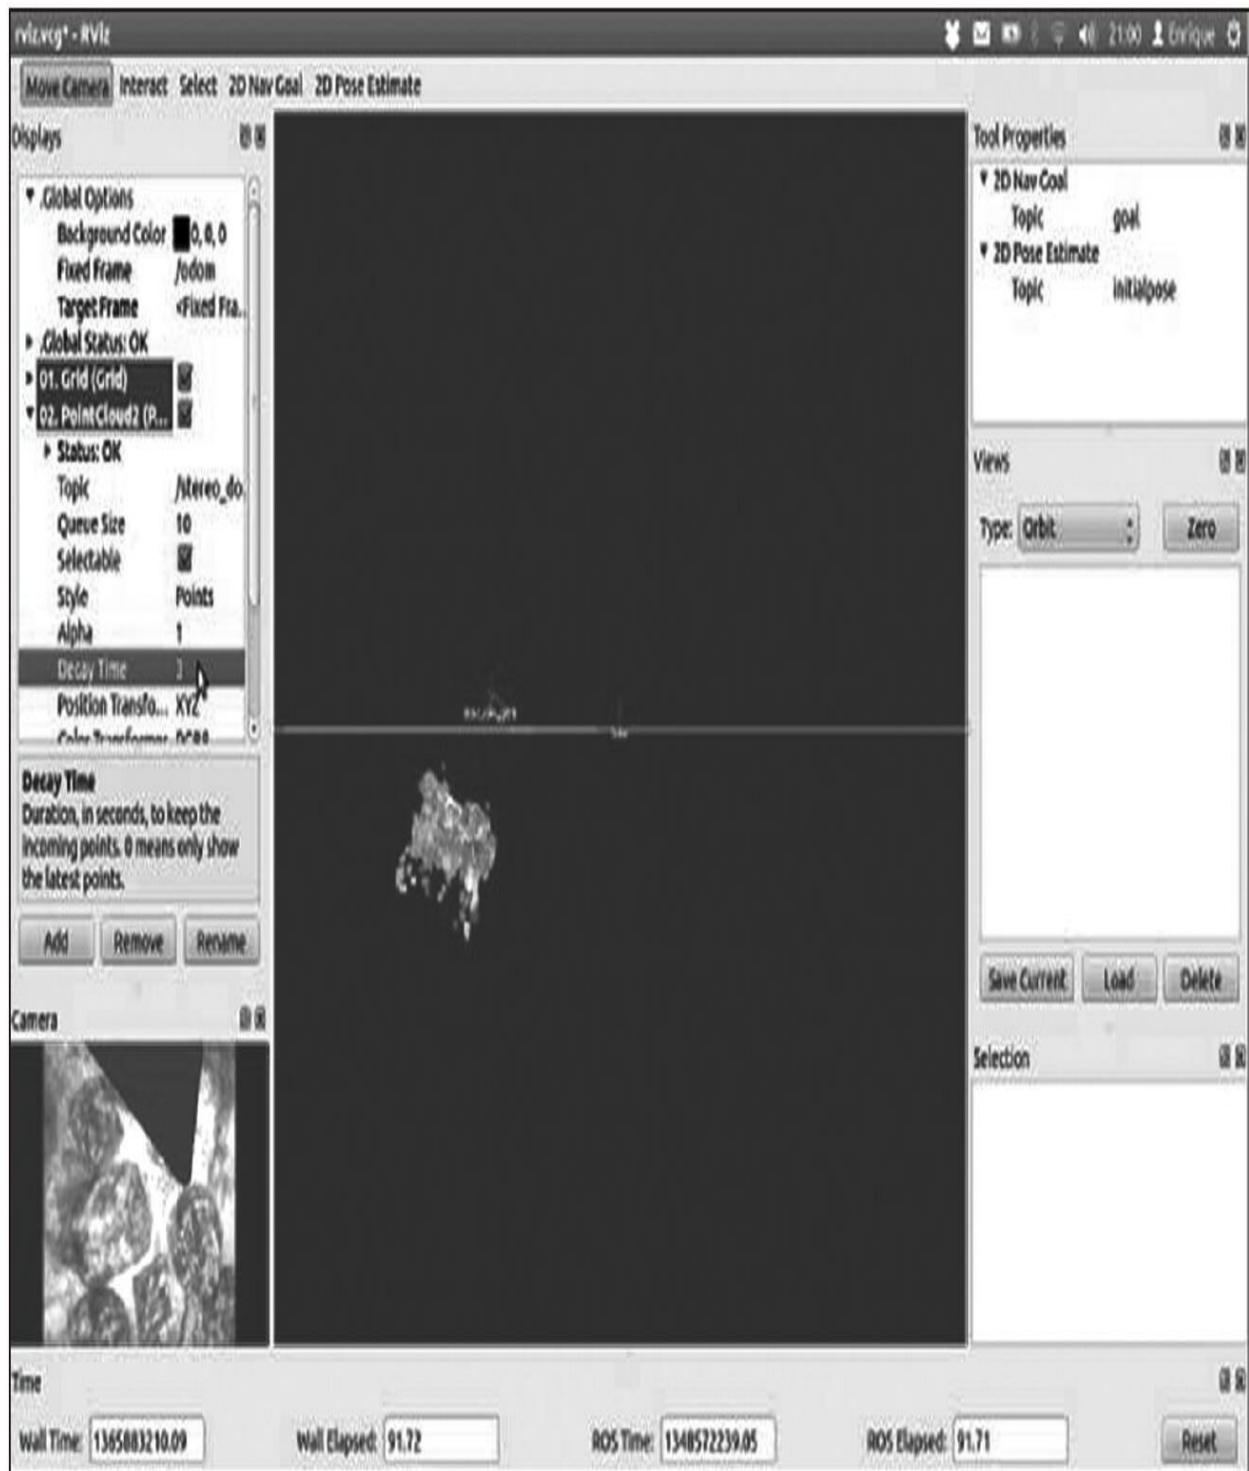 rviz.vcg* - RViz
21:00 Enrique
Move Camera Interact Select 2D Nav Goal 2D Pose Estimate
Displays
.Global Options
Background Color 0, 0, 0
Fixed Frame /odom
Target Frame <Fixed Fra...
.Global Status: OK
01. Grid (Grid)
02. PointCloud2 (P...
Status: OK
Topic /stereo_do...
Queue Size 10
Selectable
Style Points
Alpha 1
Decay Time 3
Position Transfo... XYZ
Color Transformer RGB8
Decay Time
Duration, in seconds, to keep the
incoming points. 0 means only show
the latest points.
Add Remove Rename
Camera
Tool Properties
2D Nav Goal
Topic goal
2D Pose Estimate
Topic initialpose
Views
Type: Orbit Zero
Save Current Load Delete
Selection
Time
Wall Time: 1365883210.09 Wall Elapsed: 91.72 ROS Time: 1348572239.05 ROS Elapsed: 91.71 Reset